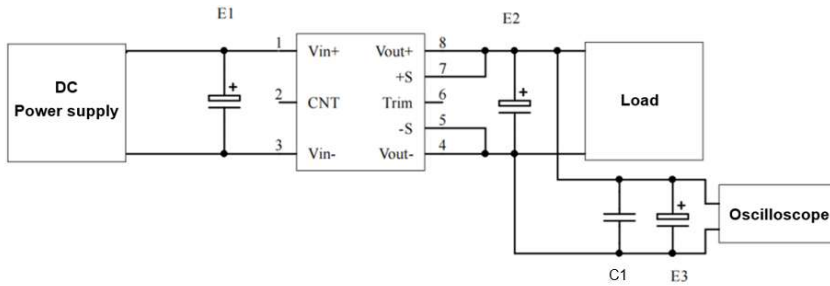 E1
E2
DC
Power supply
1
Vin+
Vout+
8
+S
7
2
CNT
Trim
6
-S
5
3
Vin-
Vout-
4
+
+
Load
+
Oscilloscope
C1
E3